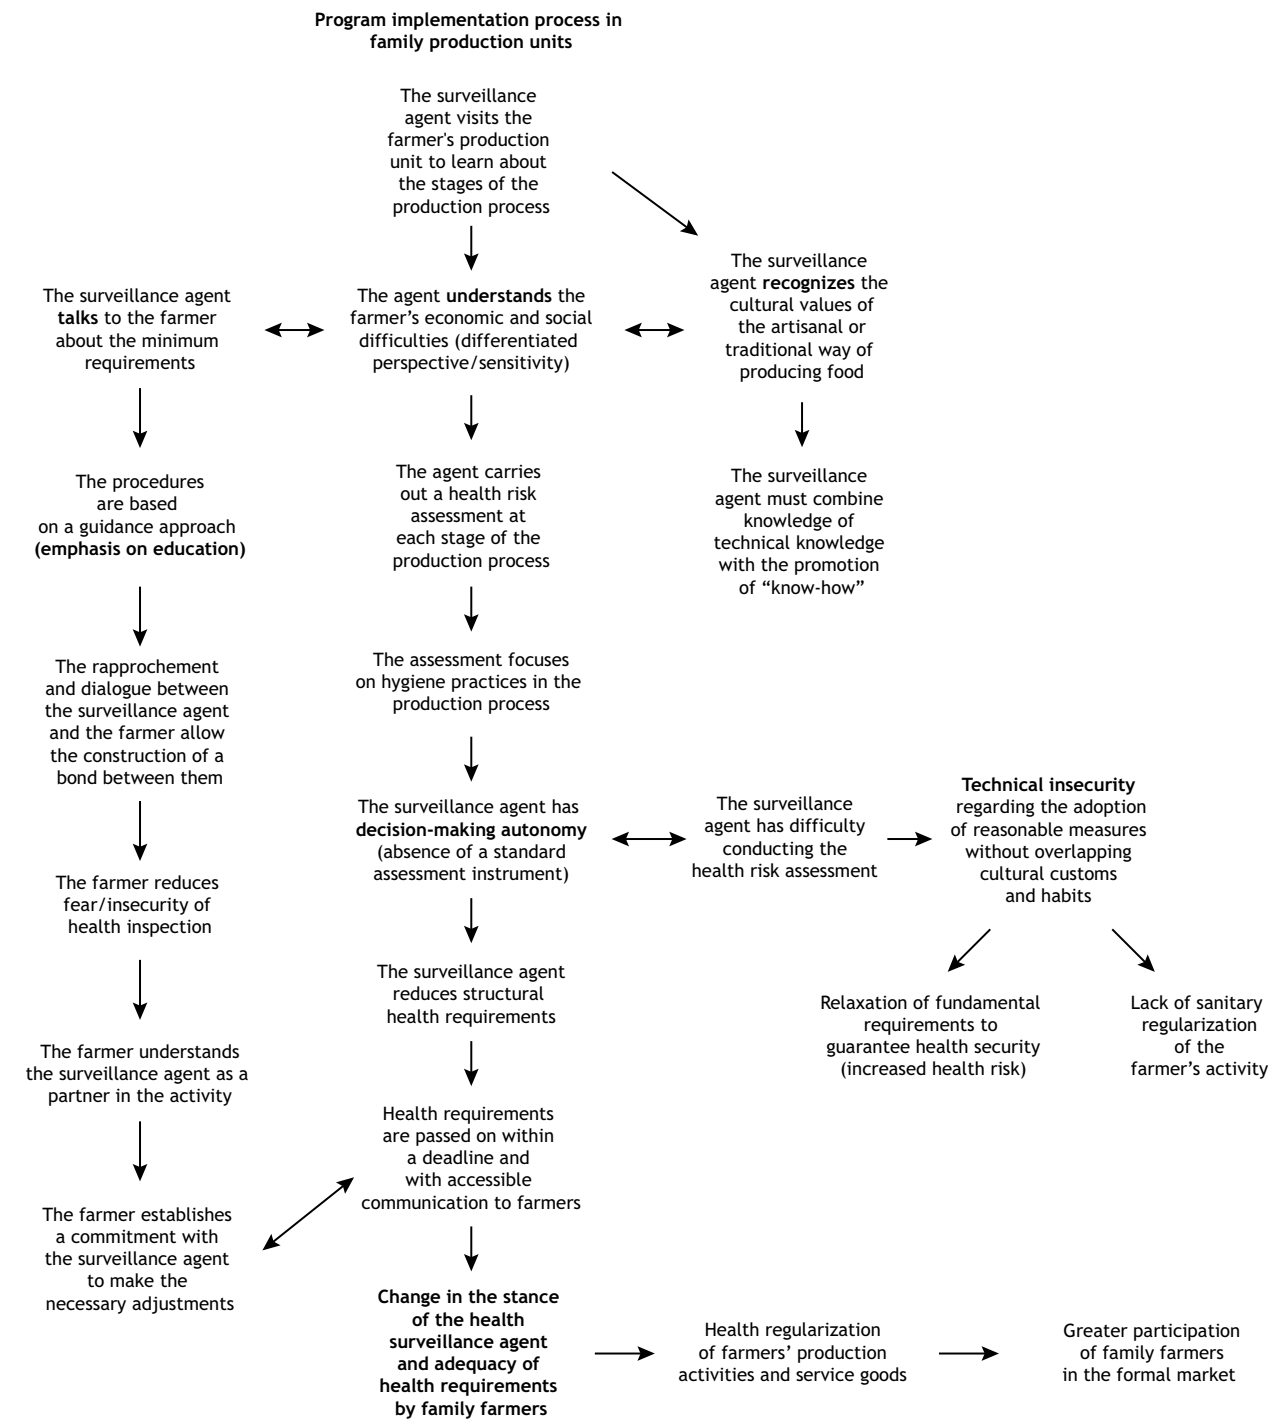 Program implementation process in
family production units
The surveillance
agent visits the
farmer's production
unit to learn about
the stages of the
production process
The surveillance agent
talks to the farmer
about the minimum
requirements
The agent understands the
farmer’s economic and social
difficulties (differentiated
perspective/sensitivity)
The surveillance
agent recognizes the
cultural values of
the artisanal or
traditional way of
producing food
The procedures
are based
on a guidance approach
(emphasis on education)
The agent carries
out a health risk
assessment at
each stage of the
production process
The surveillance
agent must combine
knowledge of
technical knowledge
with the promotion
of “know-how”
The rapprochement
and dialogue between
the surveillance agent
and the farmer allow
the construction of a
bond between them
The assessment focuses
on hygiene practices in the
production process
The surveillance agent has
decision-making autonomy
(absence of a standard
assessment instrument)
The surveillance
agent has difficulty
conducting the
health risk assessment
Technical insecurity
regarding the adoption
of reasonable measures
without overlapping
cultural customs
and habits
The farmer reduces
fear/insecurity of
health inspection
The surveillance agent
reduces structural
health requirements
Relaxation of fundamental
requirements to
guarantee health security
(increased health risk)
Lack of sanitary
regularization
of the
farmer’s activity
The farmer understands
the surveillance agent as a
partner in the activity
Health requirements
are passed on within
a deadline and
with accessible
communication to farmers
The farmer establishes
a commitment with
the surveillance agent
to make the
necessary adjustments
Change in the stance
of the health
surveillance agent
and adequacy of
health requirements
by family farmers
Health regularization
of farmers’ production
activities and service goods
Greater participation
of family farmers
in the formal market